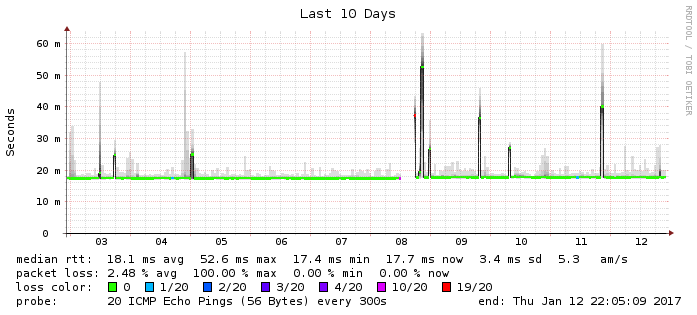 Last 10 Days
RRDTOOL / TOBI OETIKER
Seconds
60 m
50 m
40 m
30 m
20 m
10 m
0
03 04 05 06 07 08 09 10 11 12
median rtt: 18.1 ms avg 52.6 ms max 17.4 ms min 17.7 ms now 3.4 ms sd 5.3 am/s
packet loss: 2.48 % avg 100.00 % max 0.00 % min 0.00 % now
loss color: 0 1/20 2/20 3/20 4/20 10/20 19/20
probe: 20 ICMP Echo Pings (56 Bytes) every 300s end: Thu Jan 12 22:05:09 2017